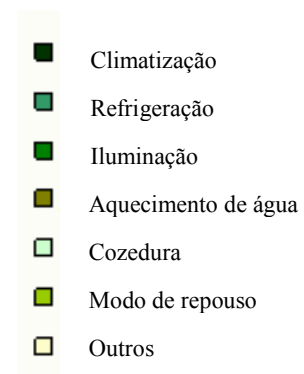 Climatização
Refrigeração
Iluminação
Aquecimento de água
Cozedura
Modo de repouso
Outros